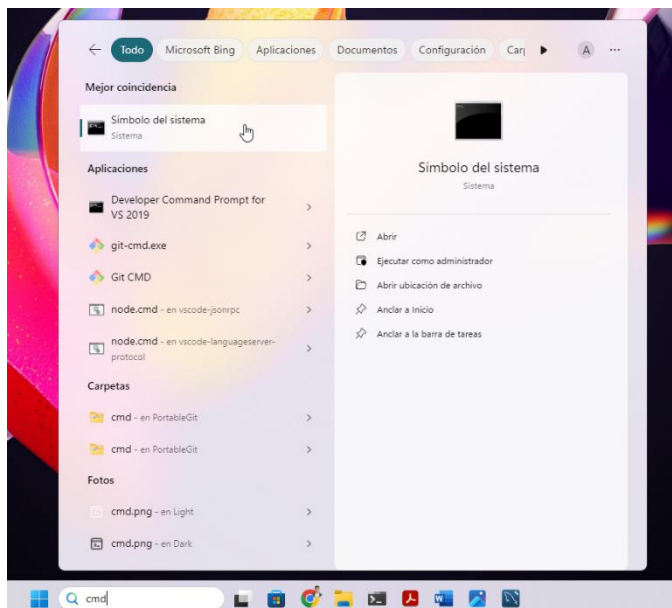 Todo Microsoft Bing Aplicaciones Documentos Configuración Car A ...
Mejor coincidencia
Símbolo del sistema
Sistema
Aplicaciones
Developer Command Prompt for
VS 2019
git-cmd.exe
Git CMD
node.cmd - en vscode-jsonrpc
node.cmd - en vscode-languageserver-
protocol
Carpetas
cmd - en PortableGit
cmd - en PortableGit
Fotos
cmd.png - en Light
cmd.png - en Dark
Símbolo del sistema
Sistema
Abrir
Ejecutar como administrador
Abrir ubicación de archivo
Anclar a Inicio
Anclar a la barra de tareas
cmd